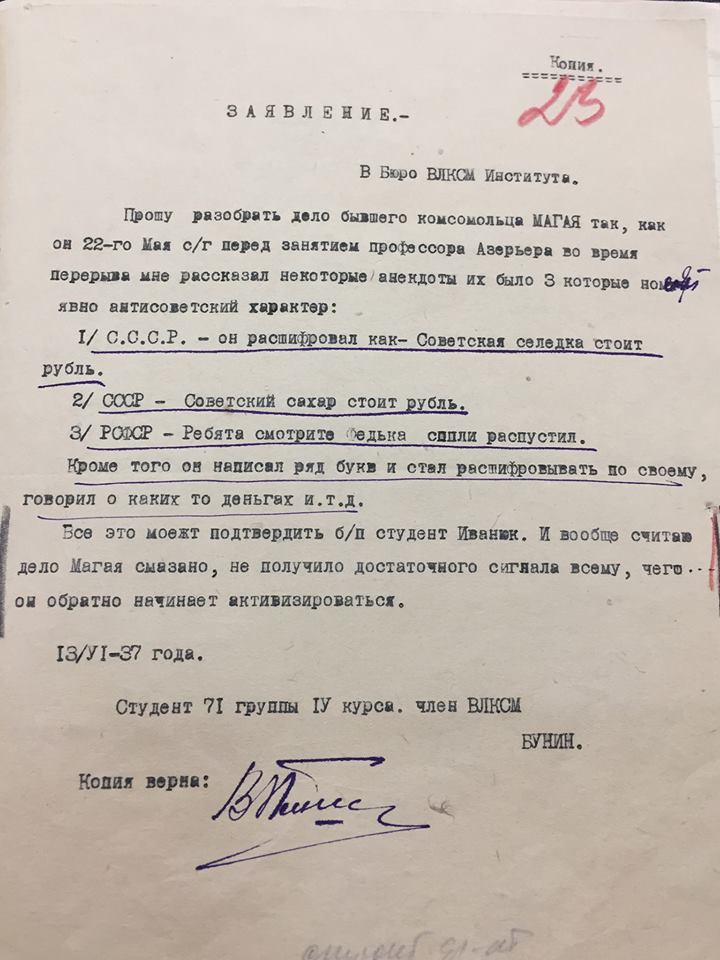 Копия.
23
ЗАЯВЛЕНИЕ.-
В Бюро ВЛКСМ Института.
Прошу разобрать дело бывшего комсомольца МАГАЯ так, как
он 22-го Мая с/г перед занятием профессора Азерьера во время
перерыва мне рассказал некоторые анекдоты их было 3 которые носят
явно антисоветский характер:
I/ С.С.С.Р. - он расшифровал как- Советская селедка стоит
рубль.
2/ СССР - Советский сахар стоит рубль.
3/ РСФСР - Ребята смотрите Федька сопли распустил.
Кроме того он написал ряд букв и стал расшифровывать по своему,
говорил о каких то деньгах и.т.д.
Все это моежт подтвердить б/п студент Иванюк. И вообще считаю
дело Магая смазано, не получило достаточного сигнала всему, чего
он обратно начинает активизироваться.
I3/УI-37 года.
Студент 7I группы IУ курса. член ВЛКСМ
БУНИН.
Копия верна: